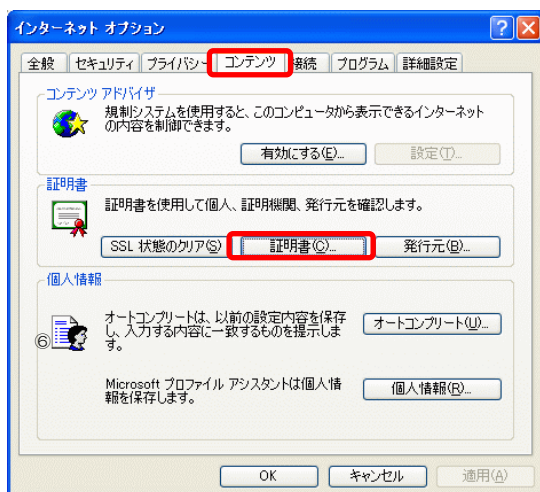 インターネット オプション
全般 セキュリティ プライバシー コンテンツ 接続 プログラム 詳細設定
コンテンツ アドバイザ
規制システムを使用すると、このコンピュータから表示できるインターネット
の内容を制御できます。
有効にする(E)... 設定(T)...
証明書
証明書を使用して個人、証明機関、発行元を確認します。
SSL 状態のクリア(S) 証明書(C)... 発行元(B)...
個人情報
オートコンプリートは、以前の設定内容を保存
し、入力する内容に一致するものを提示しま
す。
オートコンプリート(U)...
⑥
Microsoft プロファイル アシスタントは個人情
報を保存します。
個人情報(R)...
OK キャンセル 適用(A)